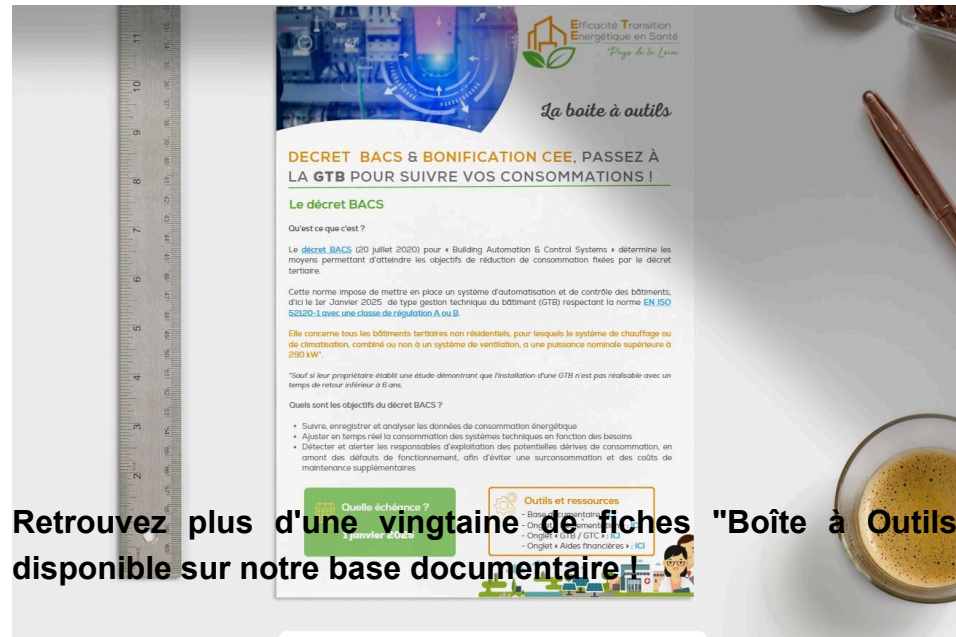 Efficacité Transition
Énergétique en Santé
Pays de la Loire
La boite à outils
DECRET BACS & BONIFICATION CEE, PASSEZ À
LA GTB POUR SUIVRE VOS CONSOMMATIONS !
Le décret BACS
Qu'est ce que c'est ?
Le décret BACS (20 juillet 2020) pour « Building Automation & Control Systems » détermine les
moyens permettant d'atteindre les objectifs de réduction de consommation fixées par le décret
tertiaire.
Cette norme impose de mettre en place un système d'automatisation et de contrôle des bâtiments,
d'ici le 1er Janvier 2025 de type gestion technique du bâtiment (GTB) respectant la norme EN ISO
52120-1 avec une classe de régulation A ou B.
Elle concerne tous les bâtiments tertiaires non résidentiels, pour lesquels le système de chauffage ou
de climatisation, combiné ou non à un système de ventilation, a une puissance nominale supérieure à
290 kW*.
*Sauf si leur propriétaire établit une étude démontrant que l'installation d'une GTB n'est pas réalisable avec un
temps de retour inférieur à 6 ans.
Quels sont les objectifs du décret BACS ?
Suivre, enregistrer et analyser les données de consommation énergétique
Ajuster en temps réel la consommation des systèmes techniques en fonction des besoins
Détecter et alerter les responsables d'exploitation des potentielles dérives de consommation, en
amont des défauts de fonctionnement, afin d'éviter une surconsommation et des coûts de
maintenance supplémentaires
Quelle échéance ?
1 janvier 2025
Outils et ressources
- Base documentaire
- Onglet « GTB / GTC » : ICI
- Onglet « Aides financières » : ICI
Retrouvez plus d'une vingtaine de fiches "Boîte à Outils
disponible sur notre base documentaire !